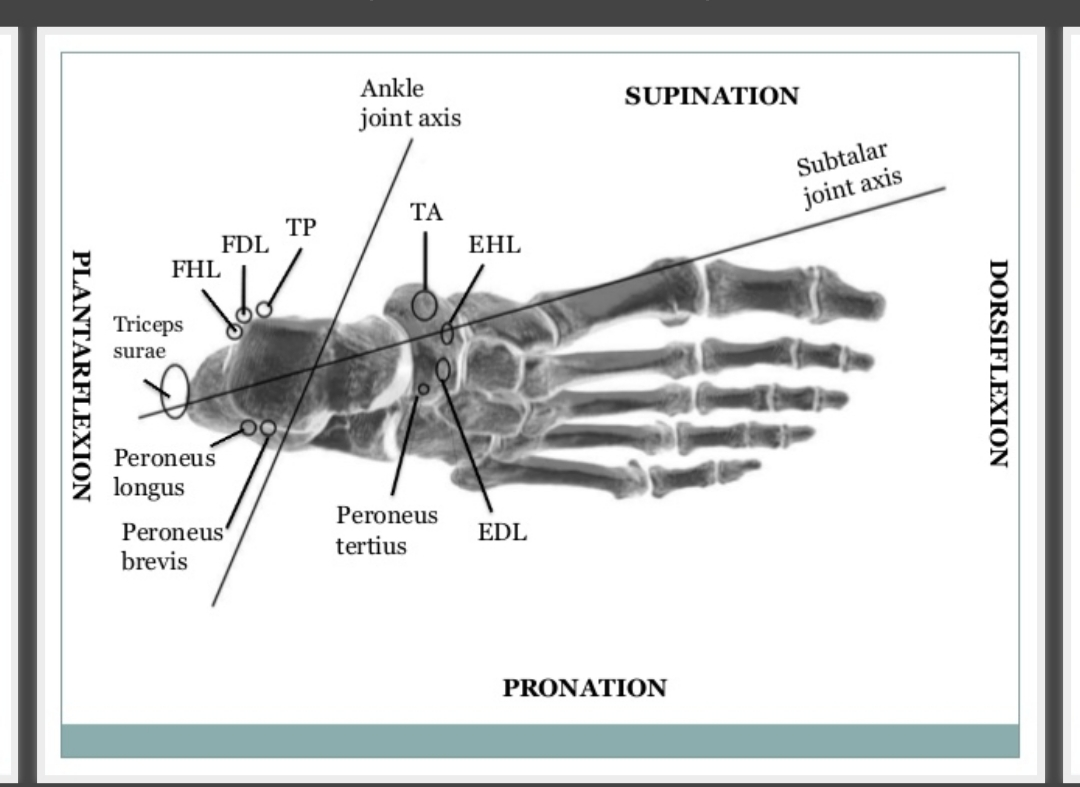 Ankle
joint axis
SUPINATION
Subtalar
joint axis
TA
TP
EHL
FDL
FHL
PLANTARFLEXION
DORSIFLEXION
Triceps
surae
Peroneus
longus
Peroneus
tertius
EDL
Peroneus
brevis
PRONATION